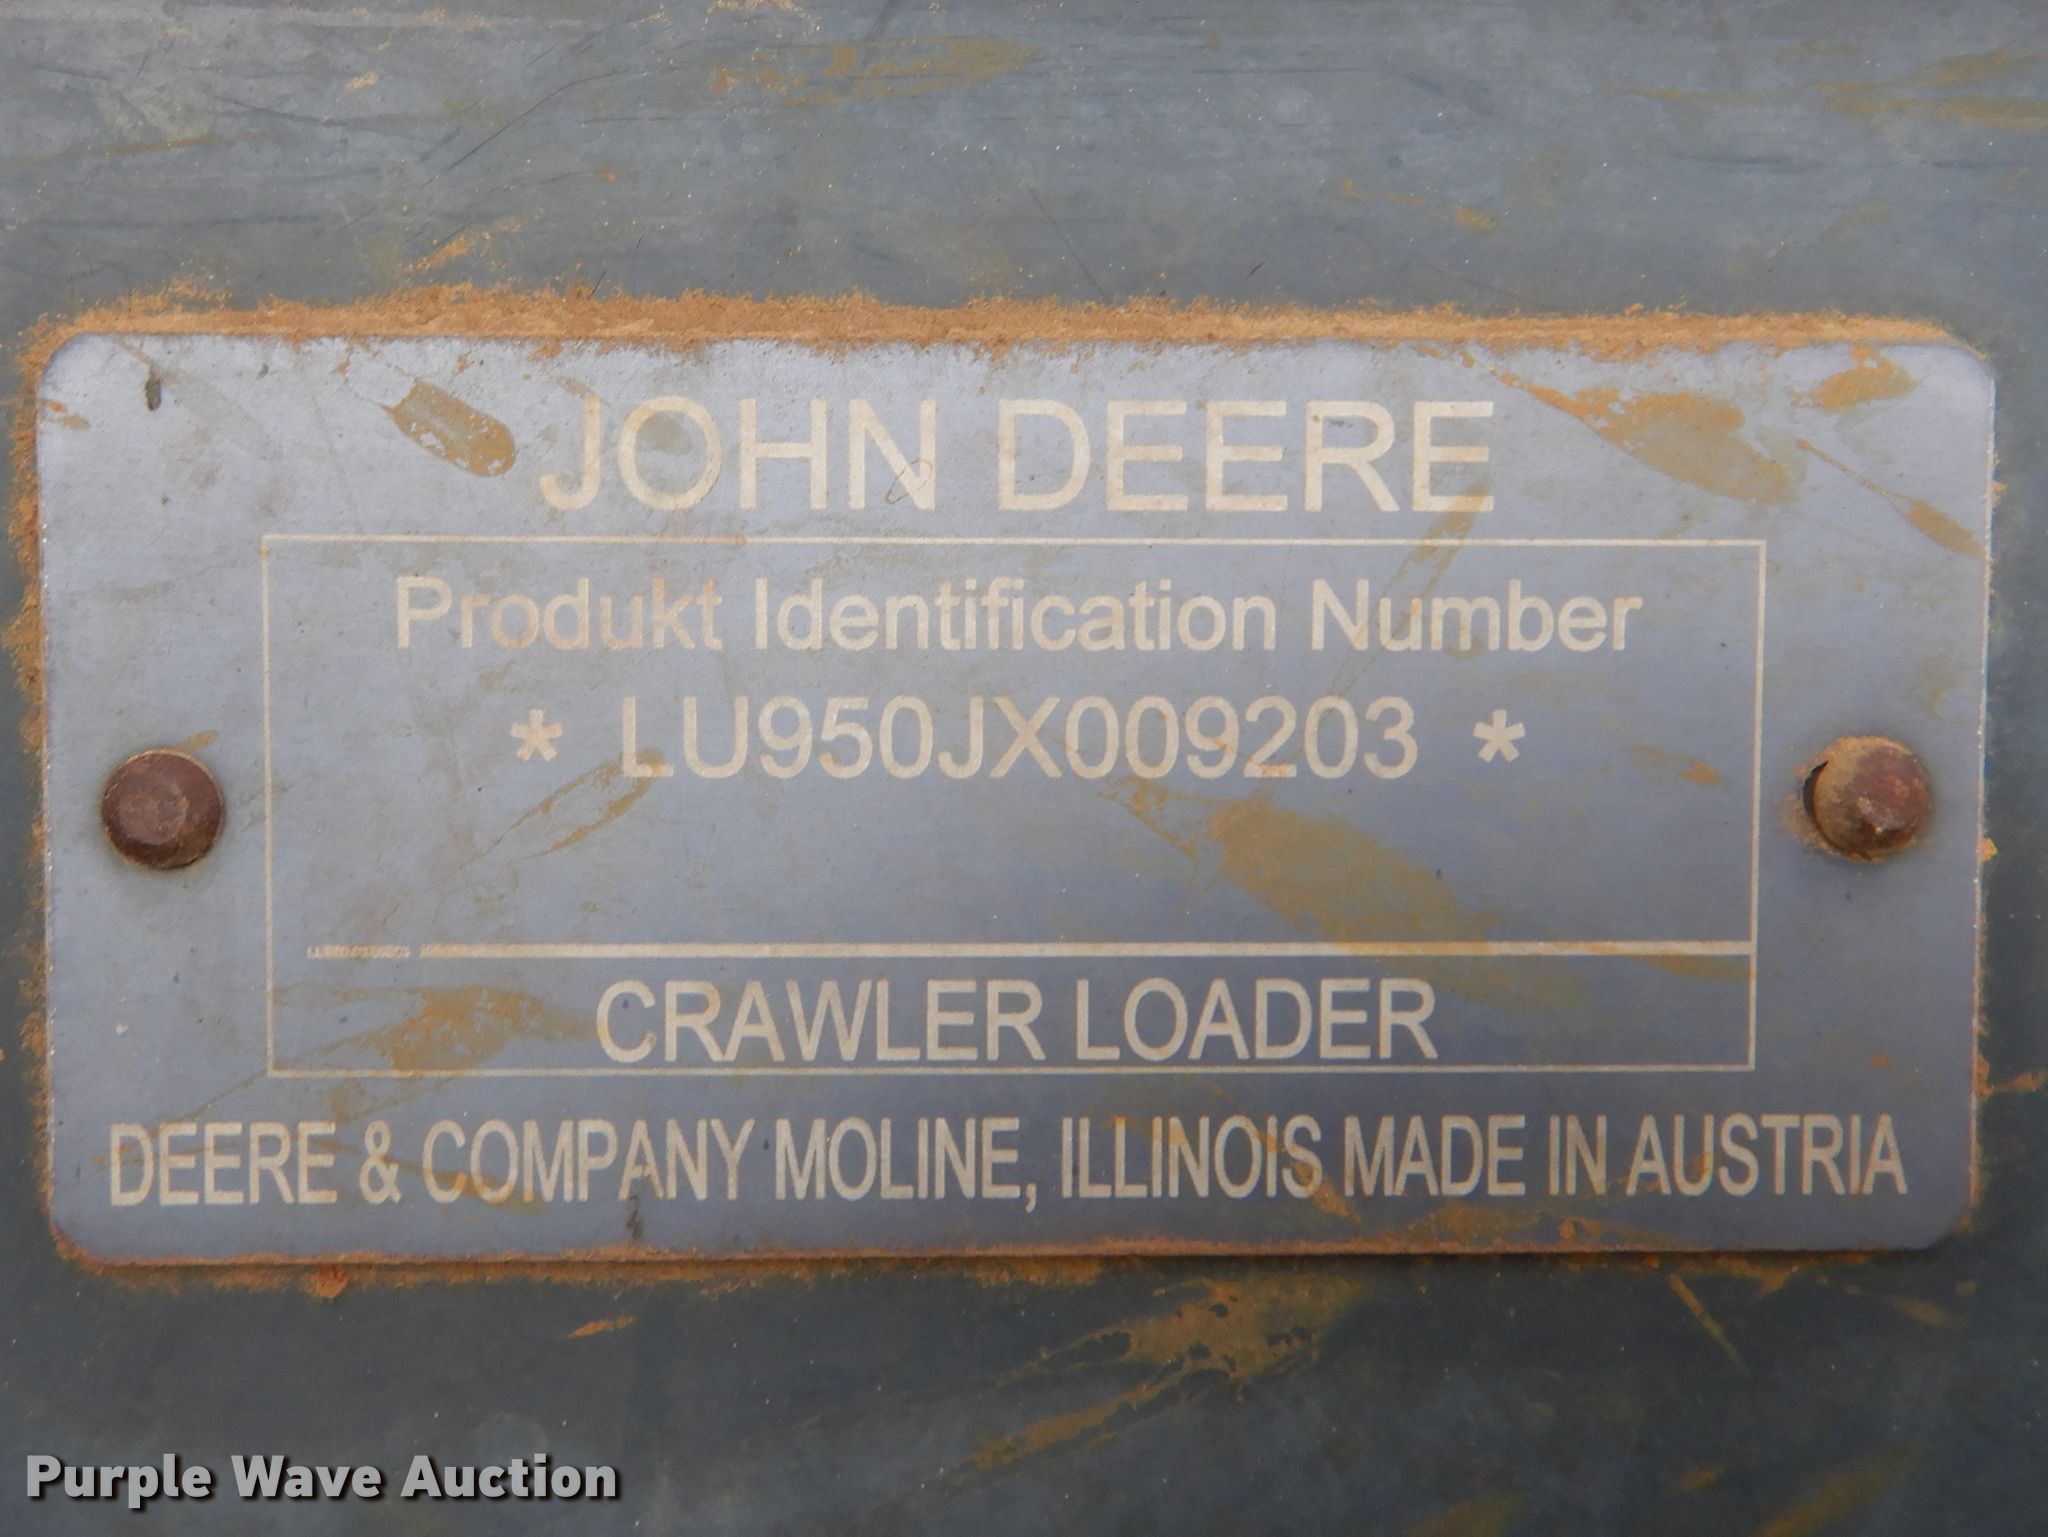 JOHN DEERE
Produkt Identification Number
* LU950JX009203 *
CRAWLER LOADER
DEERE & COMPANY MOLINE, ILLINOIS MADE IN AUSTRIA
Purple Wave Auction